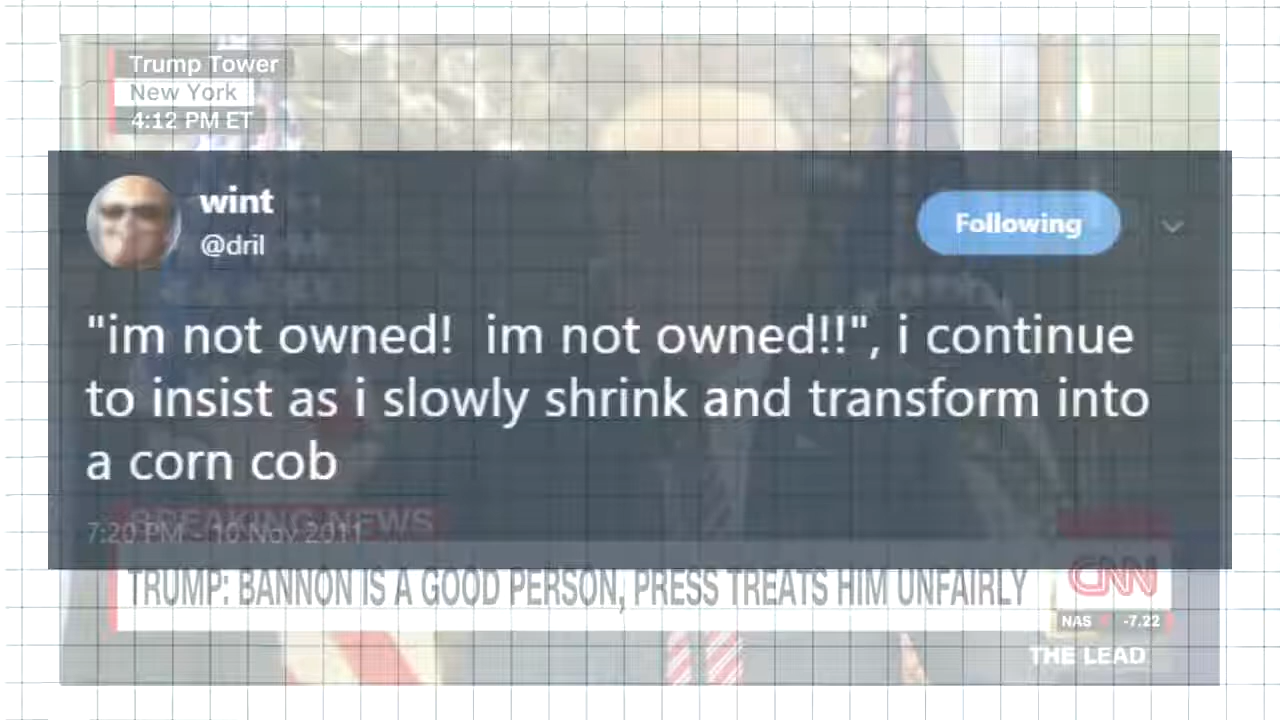 Trump Tower
New York
4:12 PM ET
wint
@dril
Following
"im not owned!  im not owned!!", i continue
to insist as i slowly shrink and transform into
a corn cob
BREAKING NEWS
7:20 PM - 10 Nov 2011
TRUMP: BANNON IS A GOOD PERSON, PRESS TREATS HIM UNFAIRLY
CNN
NAS -7.22
THE LEAD